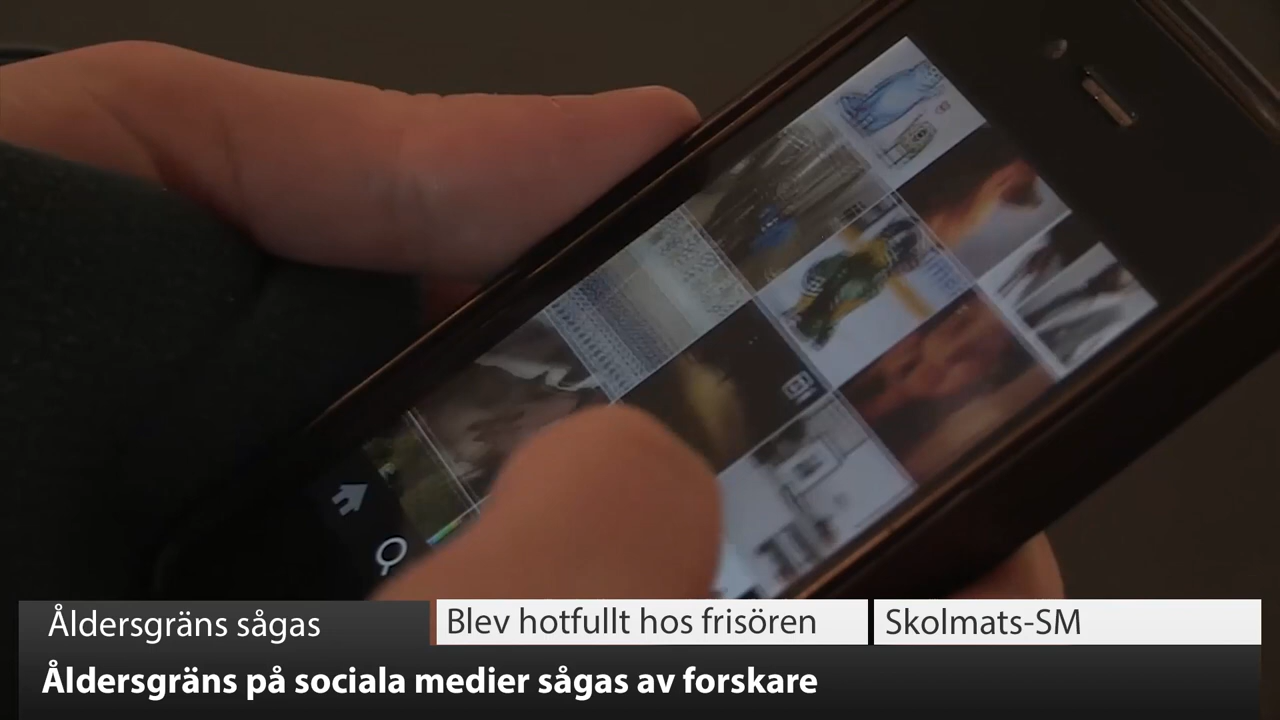 Åldersgräns sågas
Blev hotfullt hos frisören
Skolmats-SM
Åldersgräns på sociala medier sågas av forskare